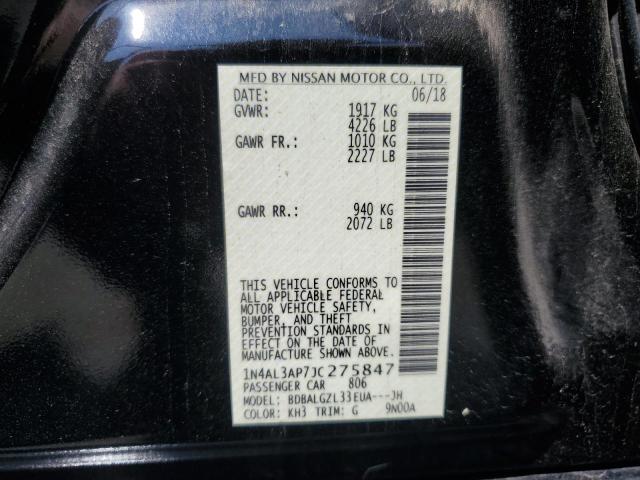 MFD BY NISSAN MOTOR CO., LTD.
DATE: 06/18
GVWR: 1917 KG
4226 LB
GAWR FR.: 1010 KG
2227 LB
GAWR RR.: 940 KG
2072 LB
THIS VEHICLE CONFORMS TO
ALL APPLICABLE FEDERAL
MOTOR VEHICLE SAFETY,
BUMPER, AND THEFT
PREVENTION STANDARDS IN
EFFECT ON THE DATE OF
MANUFACTURE SHOWN ABOVE.
1N4AL3AP7JC275847
PASSENGER CAR 806
MODEL: BDBALGZL33EUA---JH
COLOR: KH3 TRIM: G 9N00A